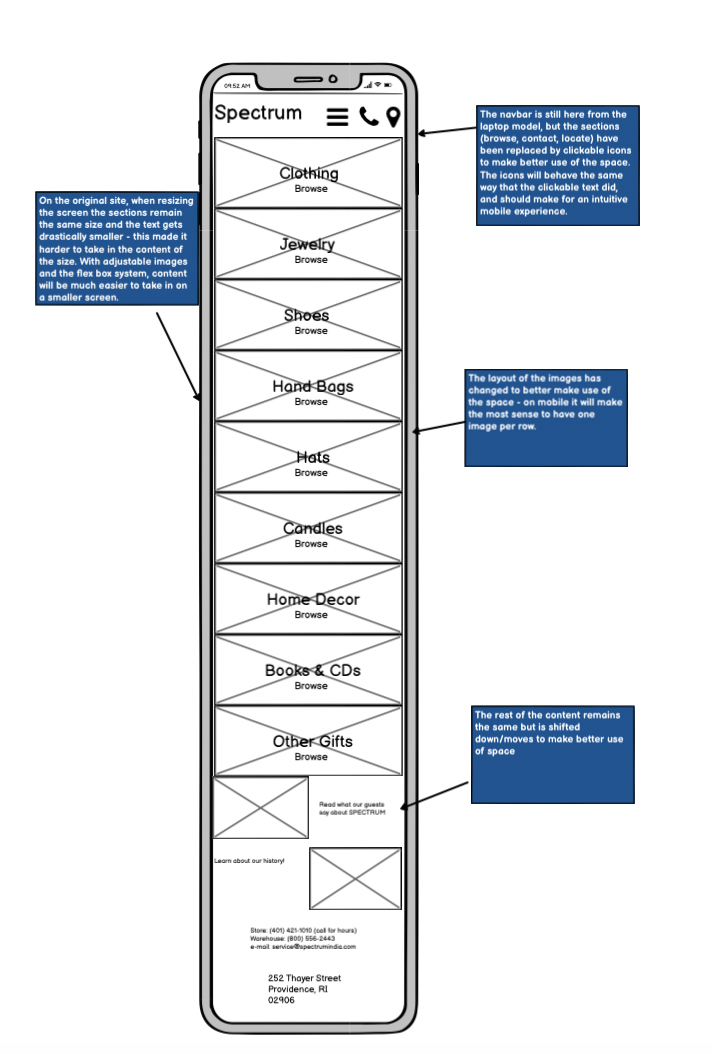 09:52 AM
Spectrum
The navbar is still here from the
laptop model, but the sections
(browse, contact, locate) have
been replaced by clickable icons
to make better use of the space.
The icons will behave the same
way that the clickable text did,
and should make for an intuitive
mobile experience.
Clothing
Browse
On the original site, when resizing
the screen the sections remain
the same size and the text gets
drastically smaller - this made it
harder to take in the content of
the size. With adjustable images
and the flex box system, content
will be much easier to take in on
a smaller screen.
Jewelry
Browse
Shoes
Browse
Hand Bags
Browse
The layout of the images has
changed to better make use of
the space - on mobile it will make
the most sense to have one
image per row.
Hats
Browse
Candles
Browse
Home Decor
Browse
Books & CDs
Browse
Other Gifts
Browse
The rest of the content remains
the same but is shifted
down/moves to make better use
of space
Read what our guests
say about SPECTRUM!
Learn about our history!
Store: (401) 421-1010 (call for hours)
Warehouse: (800) 556-2443
e-mail: service@spectrumindia.com
252 Thayer Street
Providence, RI
02906